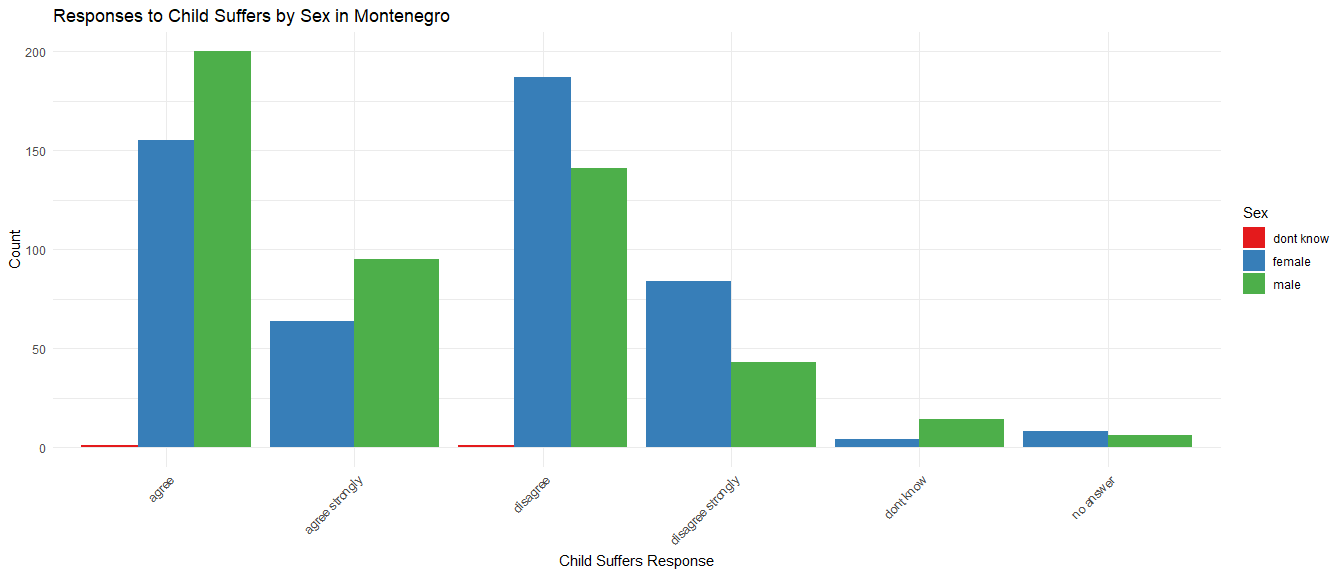 Responses to Child Suffers by Sex in Montenegro
200
150
100
50
0
Count
agree
agree strongly
disagree
disagree strongly
dont know
no answer
Child Suffers Response
Sex
dont know
female
male